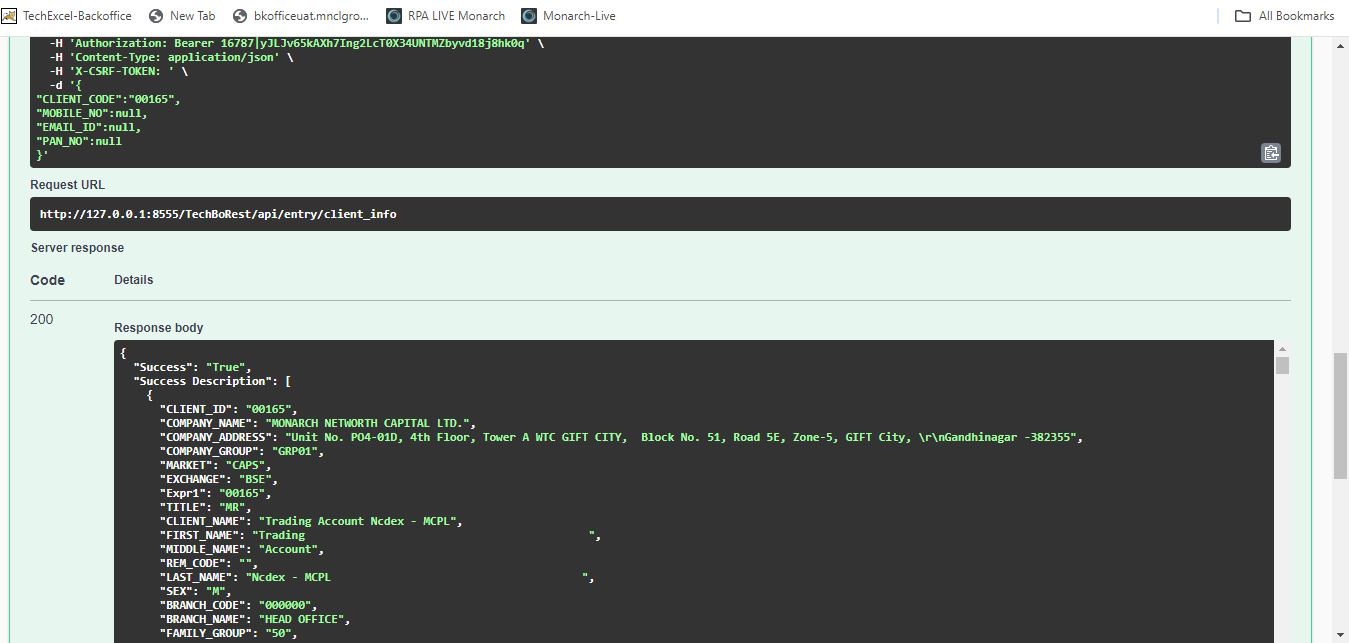 TechExcel-Backoffice New Tab bkofficeuat.mnclgro... RPA LIVE Monarch Monarch-Live All Bookmarks
-H 'Authorization: Bearer 16787|yJLJv65kAXh7Ing2LcT0X34UNTMZbyvd18j8hk0q' \
-H 'Content-Type: application/json' \
-H 'X-CSRF-TOKEN: ' \
-d '{
"CLIENT_CODE":"00165",
"MOBILE_NO":null,
"EMAIL_ID":null,
"PAN_NO":null
}'
Request URL
http://127.0.0.1:8555/TechBoRest/api/entry/client_info
Server response
Code Details
200
Response body
{
"Success": "True",
"Success Description": [
{
"CLIENT_ID": "00165",
"COMPANY_NAME": "MONARCH NETWORTH CAPITAL LTD.",
"COMPANY_ADDRESS": "Unit No. PO4-01D, 4th Floor, Tower A WTC GIFT CITY,  Block No. 51, Road 5E, Zone-5, GIFT City, \r\nGandhinagar -382355",
"COMPANY_GROUP": "GRP01",
"MARKET": "CAPS",
"EXCHANGE": "BSE",
"Expr1": "00165",
"TITLE": "MR",
"CLIENT_NAME": "Trading Account Ncdex - MCPL",
"FIRST_NAME": "Trading                                           ",
"MIDDLE_NAME": "Account",
"REM_CODE": "",
"LAST_NAME": "Ncdex - MCPL                                      ",
"SEX": "M",
"BRANCH_CODE": "000000",
"BRANCH_NAME": "HEAD OFFICE",
"FAMILY_GROUP": "50",